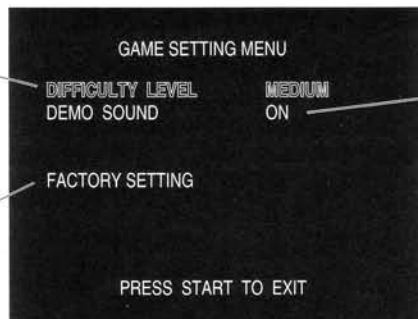 GAME SETTING MENU
DIFFICULTY LEVEL MEDIUM
DEMO SOUND ON
FACTORY SETTING
PRESS START TO EXIT